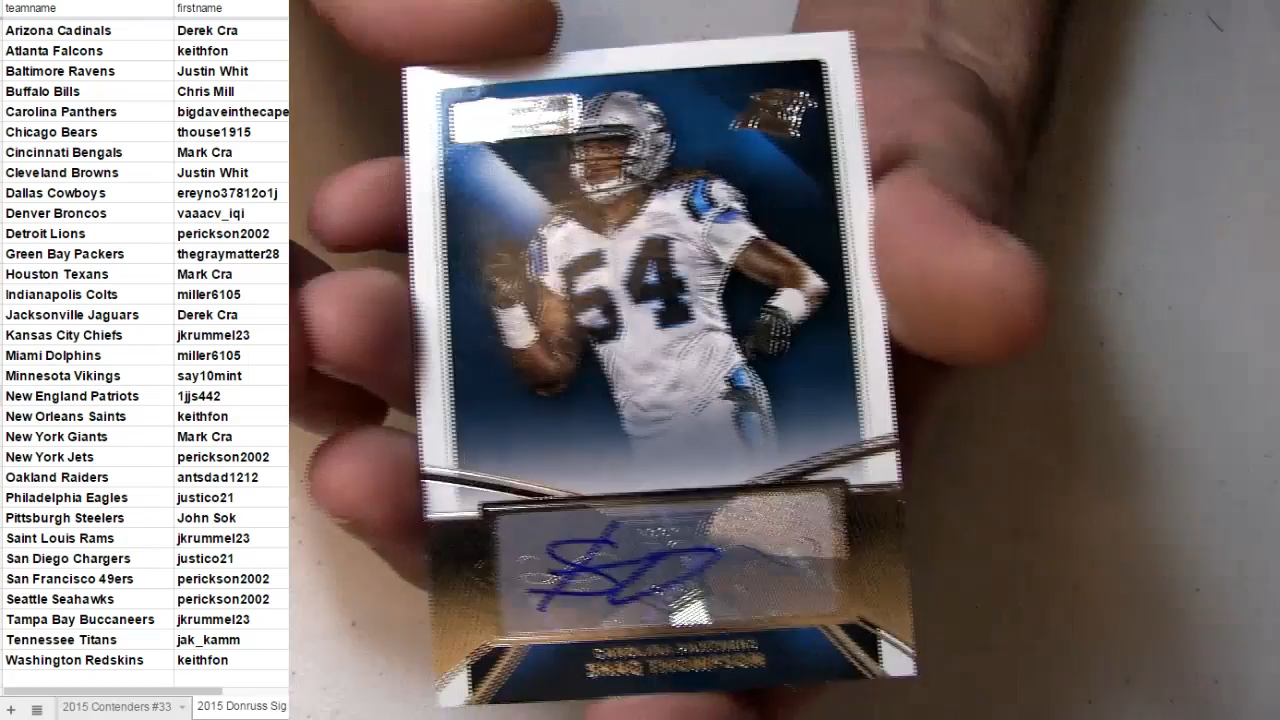 teamname firstname
Arizona Cadinals Derek Cra
Atlanta Falcons keithfon
Baltimore Ravens Justin Whit
Buffalo Bills Chris Mill
Carolina Panthers bigdaveinthecape
Chicago Bears thouse1915
Cincinnati Bengals Mark Cra
Cleveland Browns Justin Whit
Dallas Cowboys ereyno37812o1j
Denver Broncos vaaacv_iqi
Detroit Lions perickson2002
Green Bay Packers thegraymatter28
Houston Texans Mark Cra
Indianapolis Colts miller6105
Jacksonville Jaguars Derek Cra
Kansas City Chiefs jkrummel23
Miami Dolphins miller6105
Minnesota Vikings say10mint
New England Patriots 1jjs442
New Orleans Saints keithfon
New York Giants Mark Cra
New York Jets perickson2002
Oakland Raiders antsdad1212
Philadelphia Eagles justico21
Pittsburgh Steelers John Sok
Saint Louis Rams jkrummel23
San Diego Chargers justico21
San Francisco 49ers perickson2002
Seattle Seahawks perickson2002
Tampa Bay Buccaneers jkrummel23
Tennessee Titans jak_kamm
Washington Redskins keithfon
2015 Contenders #33 2015 Donruss Sig
54
CAROLINA PANTHERS
SHAQ THOMPSON